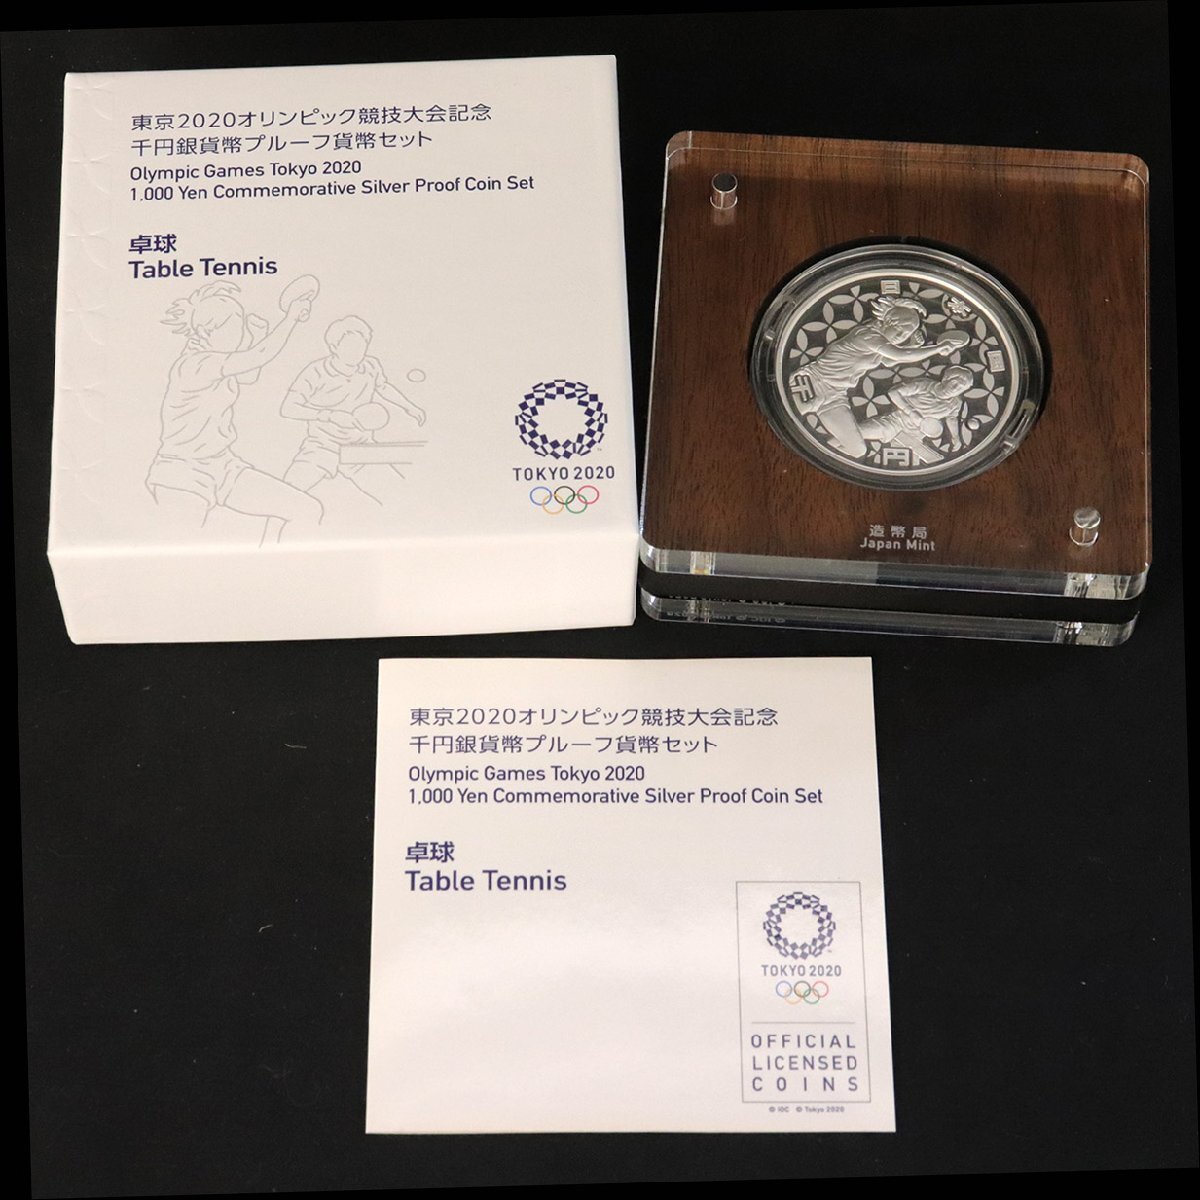 東京2020オリンピック競技大会記念
千円銀貨幣プルーフ貨幣セット
Olympic Games Tokyo 2020
1,000 Yen Commemorative Silver Proof Coin Set
卓球
Table Tennis
TOKYO 2020
日本国
千円
造幣局
Japan Mint
東京2020オリンピック競技大会記念
千円銀貨幣プルーフ貨幣セット
Olympic Games Tokyo 2020
1,000 Yen Commemorative Silver Proof Coin Set
卓球
Table Tennis
TOKYO 2020
OFFICIAL
LICENSED
COINS
© IOC © Tokyo 2020